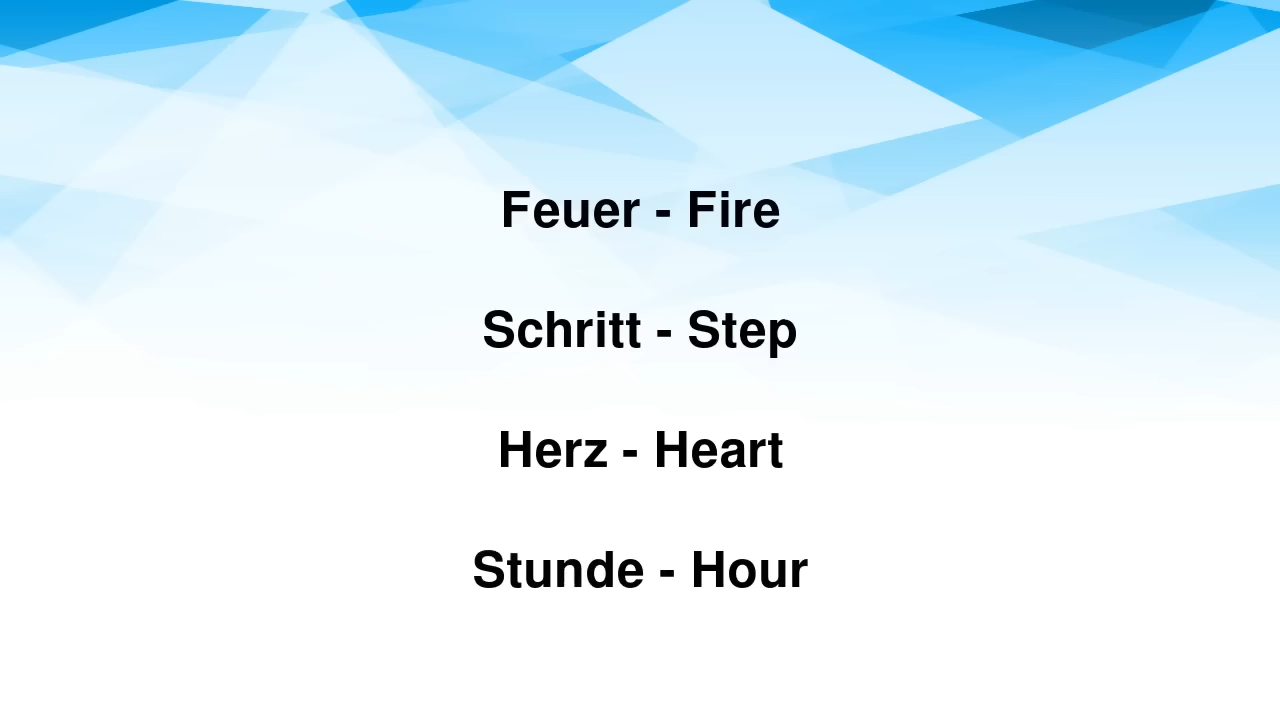 Feuer - Fire
Schritt - Step
Herz - Heart
Stunde - Hour